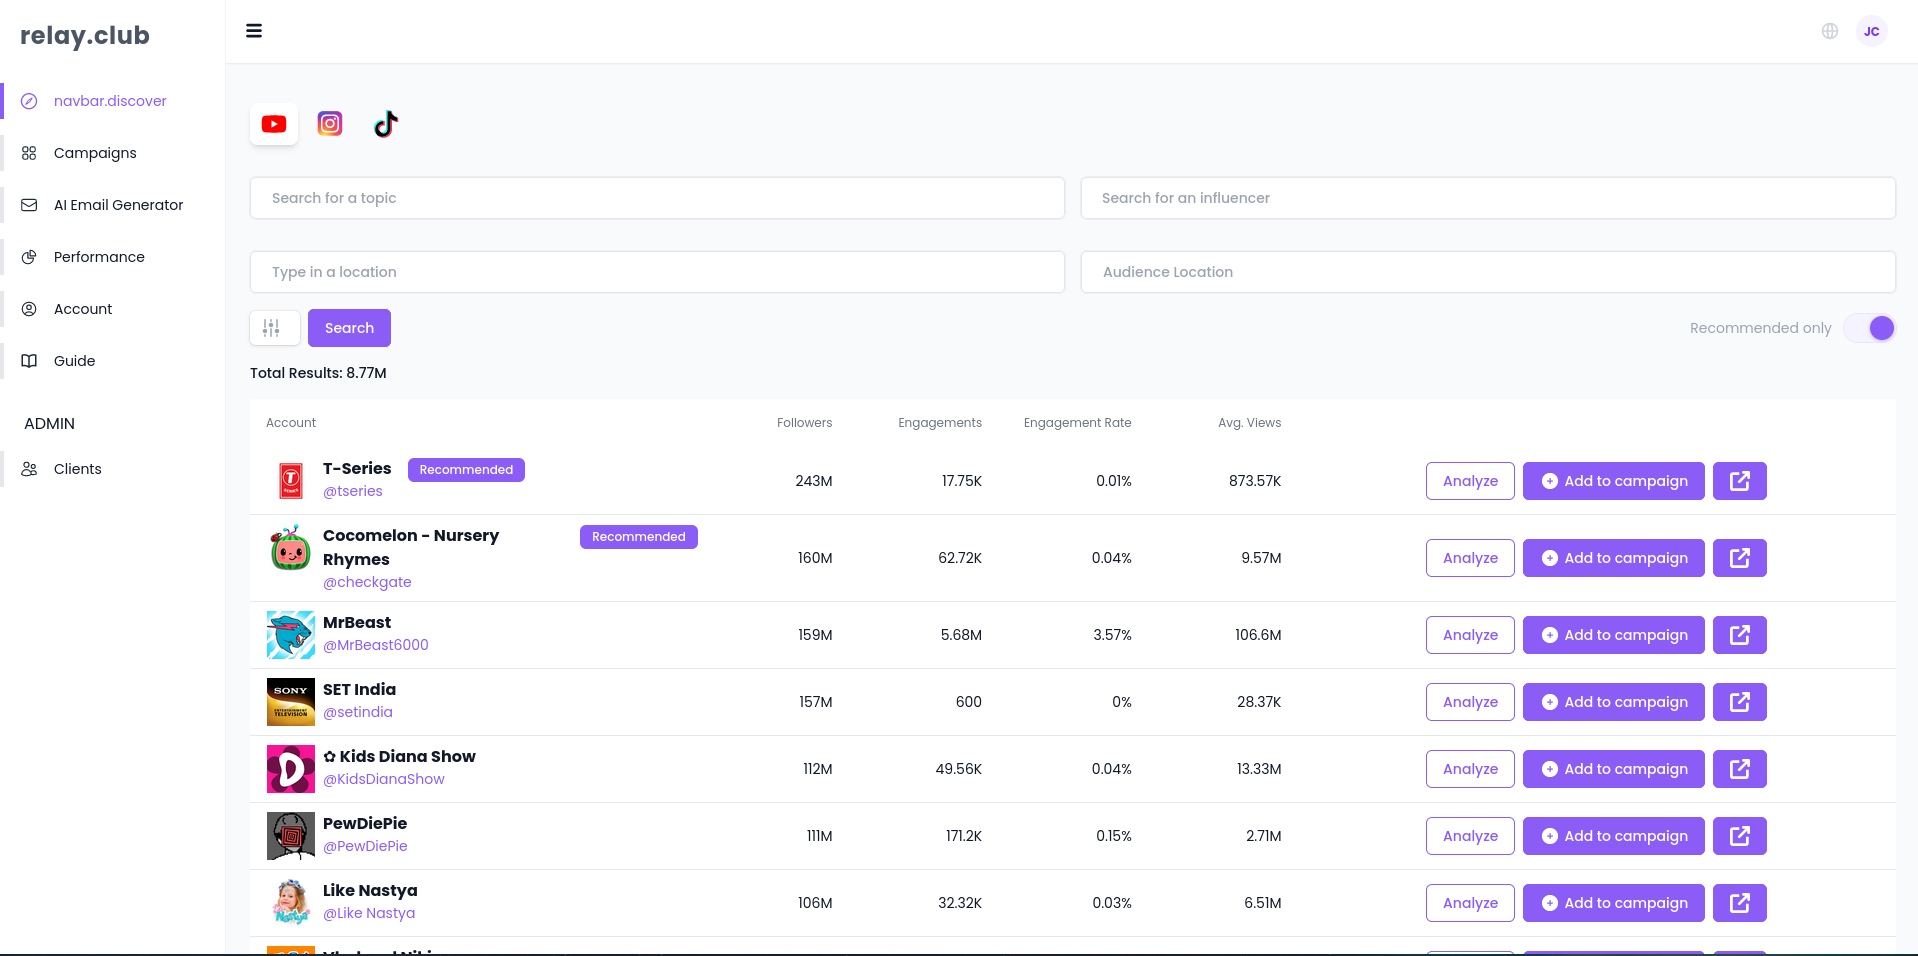 relay.club
JC
navbar.discover
Campaigns
AI Email Generator
Performance
Account
Guide
ADMIN
Clients
Search for a topic
Search for an influencer
Type in a location
Audience Location
Search
Recommended only
Total Results: 8.77M
Account Followers Engagements Engagement Rate Avg. Views
T-Series Recommended
@tseries
243M 17.75K 0.01% 873.57K Analyze Add to campaign
Cocomelon - Nursery Recommended
Rhymes
@checkgate
160M 62.72K 0.04% 9.57M Analyze Add to campaign
MrBeast
@MrBeast6000
159M 5.68M 3.57% 106.6M Analyze Add to campaign
SONY
TELEVISION
SET India
@setindia
157M 600 0% 28.37K Analyze Add to campaign
✿ Kids Diana Show
@KidsDianaShow
112M 49.56K 0.04% 13.33M Analyze Add to campaign
PewDiePie
@PewDiePie
111M 171.2K 0.15% 2.71M Analyze Add to campaign
Nastya
Like Nastya
@Like Nastya
106M 32.32K 0.03% 6.51M Analyze Add to campaign